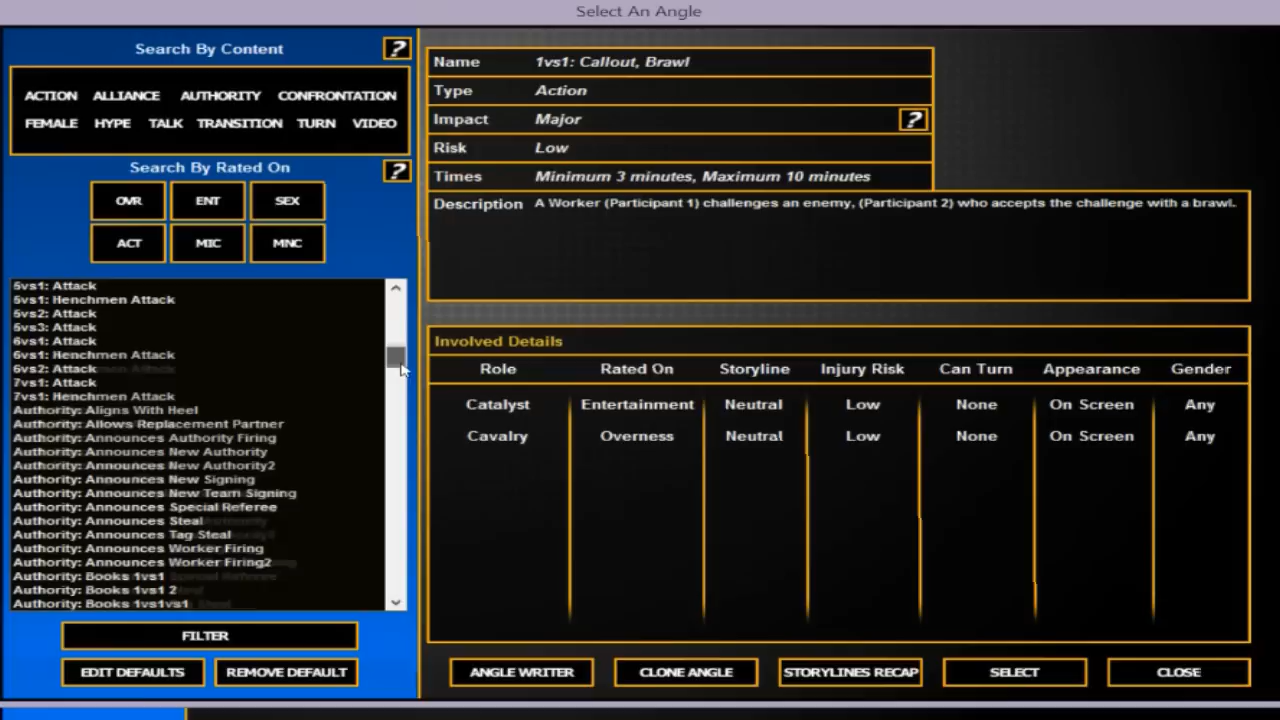 Select An Angle
Search By Content
?
ACTION ALLIANCE AUTHORITY CONFRONTATION
FEMALE HYPE TALK TRANSITION TURN VIDEO
Search By Rated On
?
OVR ENT SEX
ACT MIC MNC
5vs1: Attack
5vs1: Henchmen Attack
5vs2: Attack
5vs3: Attack
6vs1: Attack
6vs1: Henchmen Attack
6vs2: Attack
7vs1: Attack
7vs1: Henchmen Attack
Authority: Aligns With Heel
Authority: Allows Replacement Partner
Authority: Announces Authority Firing
Authority: Announces New Authority
Authority: Announces New Authority2
Authority: Announces New Signing
Authority: Announces New Team Signing
Authority: Announces Special Referee
Authority: Announces Steal
Authority: Announces Tag Steal
Authority: Announces Worker Firing
Authority: Announces Worker Firing2
Authority: Books 1vs1
Authority: Books 1vs1 2
Authority: Books 1vs1vs1
FILTER
EDIT DEFAULTS REMOVE DEFAULT
Name 1vs1: Callout, Brawl
Type Action
Impact Major ?
Risk Low
Times Minimum 3 minutes, Maximum 10 minutes
Description A Worker (Participant 1) challenges an enemy, (Participant 2) who accepts the challenge with a brawl.
Involved Details
Role Rated On Storyline Injury Risk Can Turn Appearance Gender
Catalyst Entertainment Neutral Low None On Screen Any
Cavalry Overness Neutral Low None On Screen Any
ANGLE WRITER CLONE ANGLE STORYLINES RECAP SELECT CLOSE